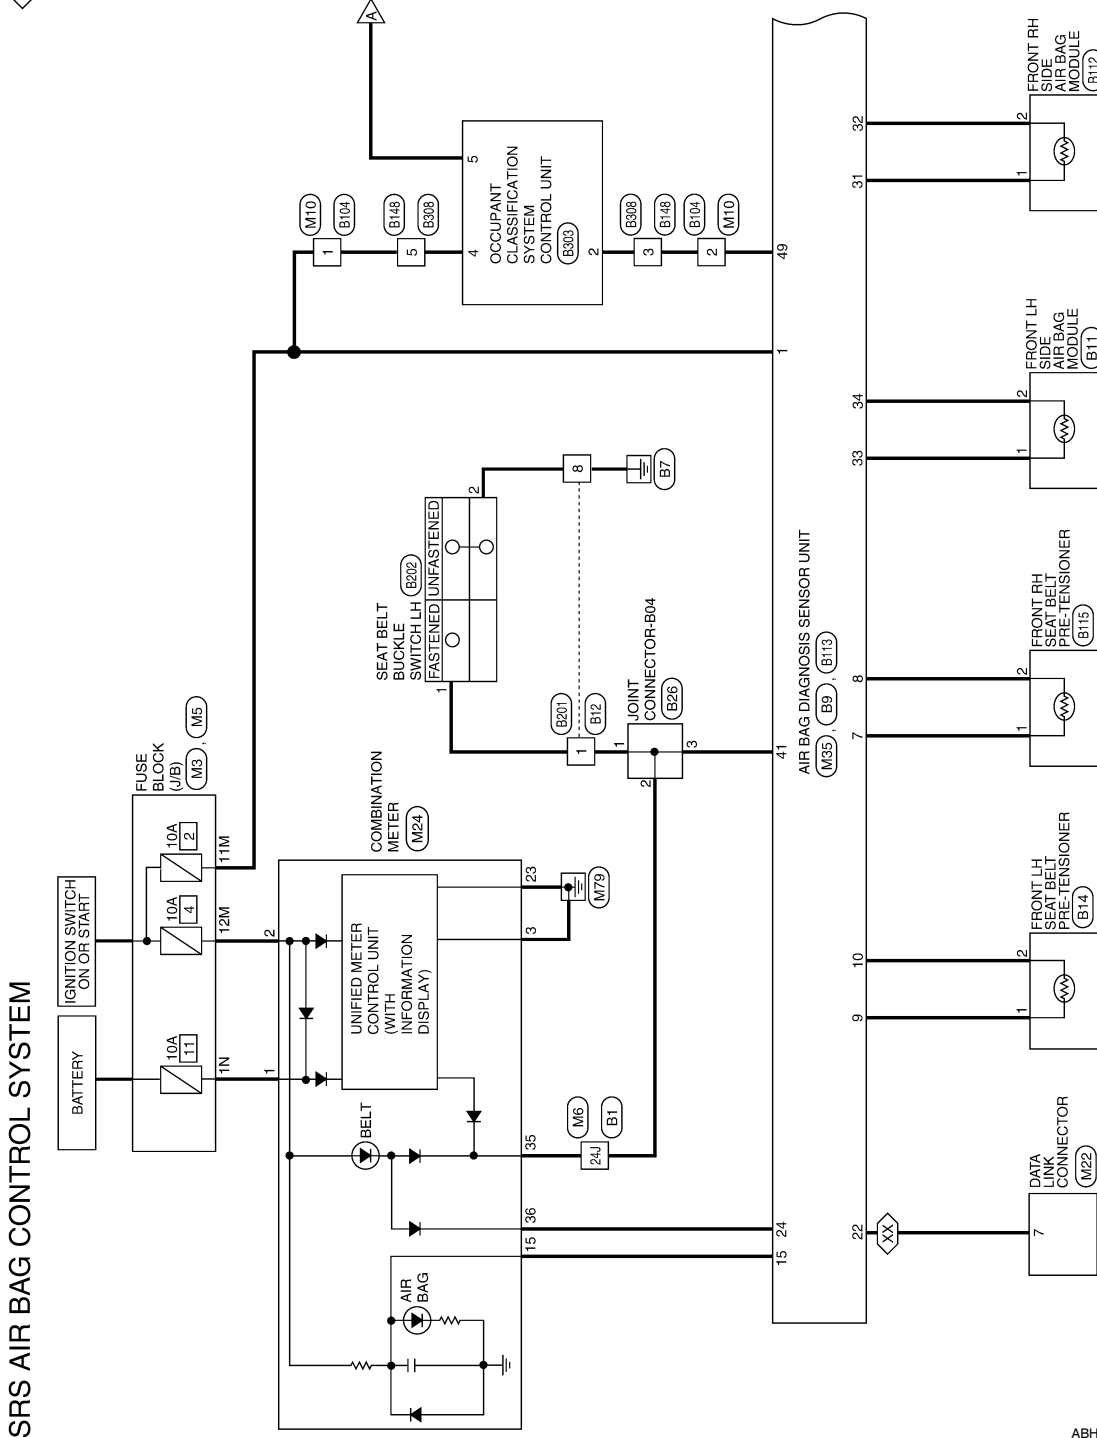 SRS AIR BAG CONTROL SYSTEM
BATTERY
IGNITION SWITCH
ON OR START
FUSE
BLOCK
(J/B)
M3 , M5
10A
11
10A
4
10A
2
1N
12M
11M
1
2
COMBINATION
METER
M24
UNIFIED METER
CONTROL UNIT
(WITH
INFORMATION
DISPLAY)
BELT
AIR
BAG
15
36
35
3
23
M79
M6
24J
B1
SEAT BELT
BUCKLE
SWITCH LH
B202
FASTENED
UNFASTENED
1
2
B201
1
B12
8
B7
JOINT
CONNECTOR-B04
B26
1
2
3
A
M10
1
B104
B148
5
B308
OCCUPANT
CLASSIFICATION
SYSTEM
CONTROL UNIT
B303
4
5
2
B308
3
B148
B104
2
M10
15
24
41
1
49
AIR BAG DIAGNOSIS SENSOR UNIT
M35 , B9 , B113
22
9
10
7
8
33
34
31
32
XX
DATA
LINK
CONNECTOR
M22
7
FRONT LH
SEAT BELT
PRE-TENSIONER
B14
1
2
FRONT RH
SEAT BELT
PRE-TENSIONER
B115
1
2
FRONT LH
SIDE
AIR BAG
MODULE
1
2
FRONT RH
SIDE
AIR BAG
MODULE
B112
1
2
ABH